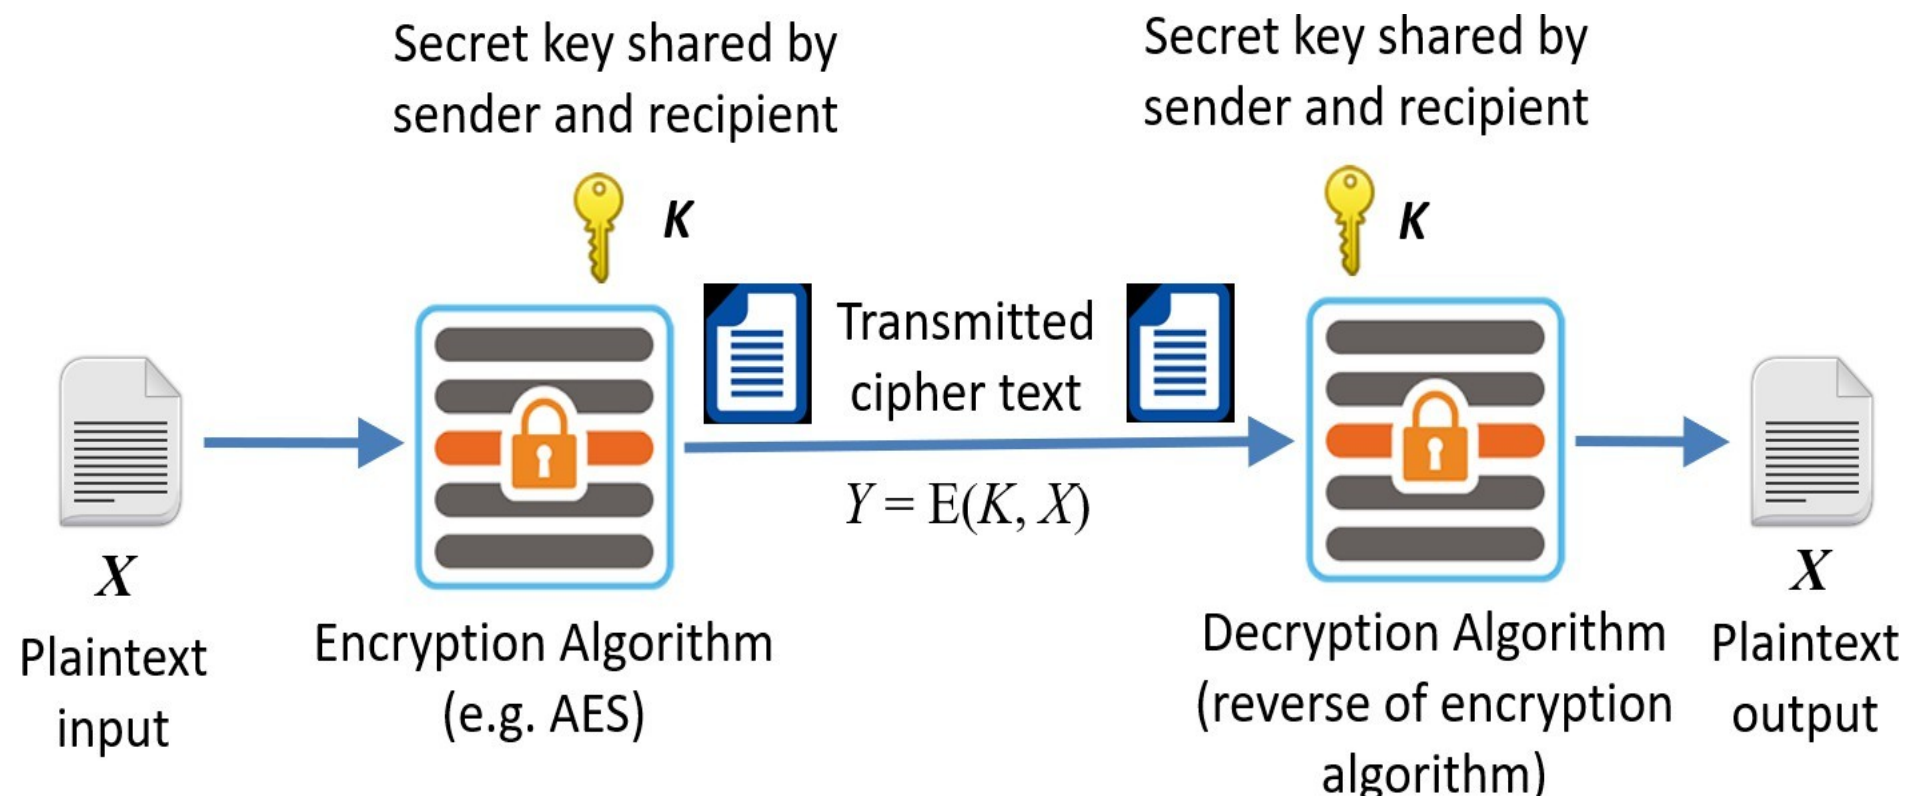 Secret key shared by
sender and recipient
K
Secret key shared by
sender and recipient
K
Transmitted
cipher text
Y = E(K, X)
X
Plaintext
input
Encryption Algorithm
(e.g. AES)
Decryption Algorithm
(reverse of encryption
algorithm)
X
Plaintext
output